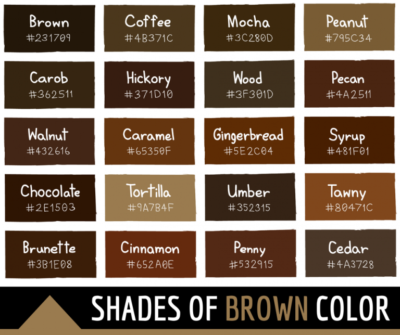 Brown
#231709
Coffee
#4B371C
Mocha
#3C280D
Peanut
#795C34
Carob
#362511
Hickory
#371D10
Wood
#3F301D
Pecan
#4A2511
Walnut
#432616
Caramel
#65350F
Gingerbread
#5E2C04
Syrup
#481F01
Chocolate
#2E1503
Tortilla
#9A784F
Umber
#352315
Tawny
#80471C
Brunette
#3B1E08
Cinnamon
#652A0E
Penny
#532915
Cedar
#4A3728
SHADES OF BROWN COLOR